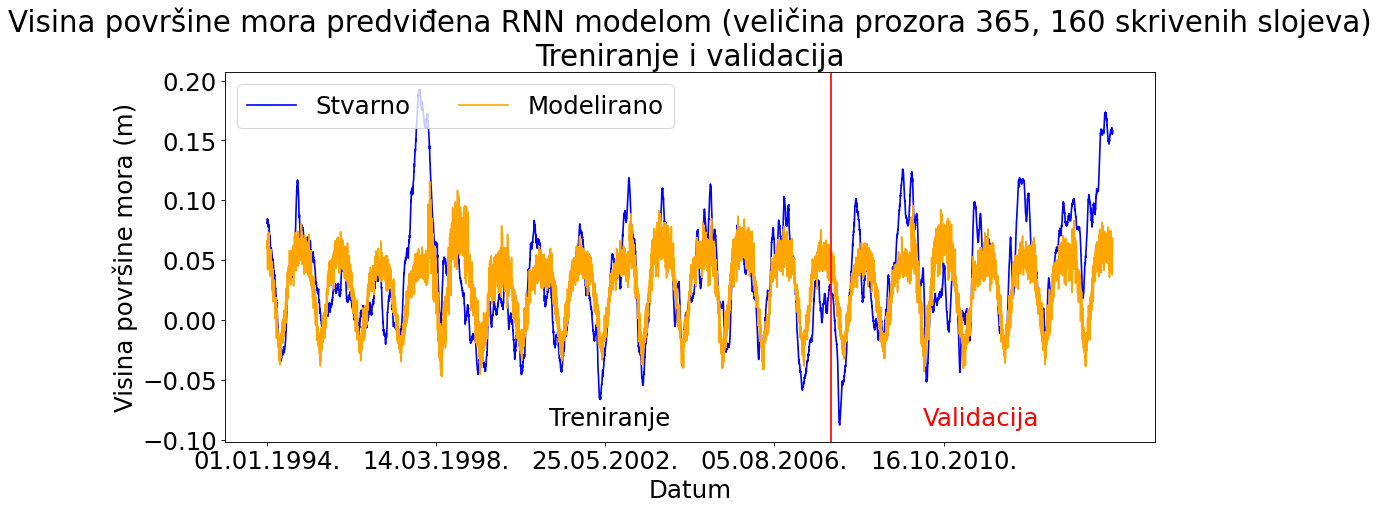 Visina površine mora predviđena RNN modelom (veličina prozora 365, 160 skrivenih slojeva)
Treniranje i validacija
Stvarno Modelirano
Visina površine mora (m)
0.20
0.15
0.10
0.05
0.00
−0.05
−0.10
Treniranje Validacija
01.01.1994. 14.03.1998. 25.05.2002. 05.08.2006. 16.10.2010.
Datum